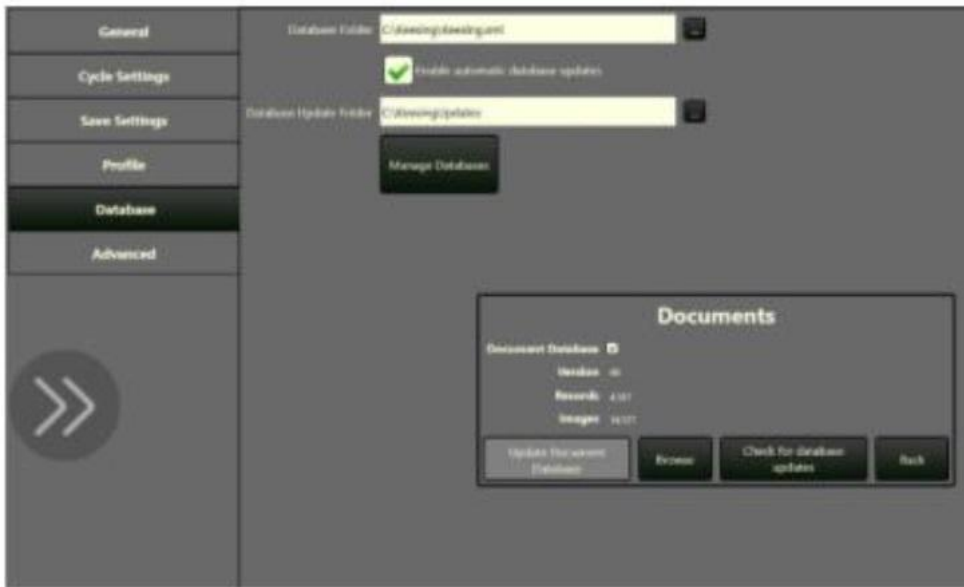 General
Cycle Settings
Save Settings
Profile
Database
Advanced
Database Folder
Enable automatic database updates
Database Update Folder
Manage Databases
Documents
Document Database
Version
Records
Images
Update Document
Database
Browse
Check for database
updates
Back